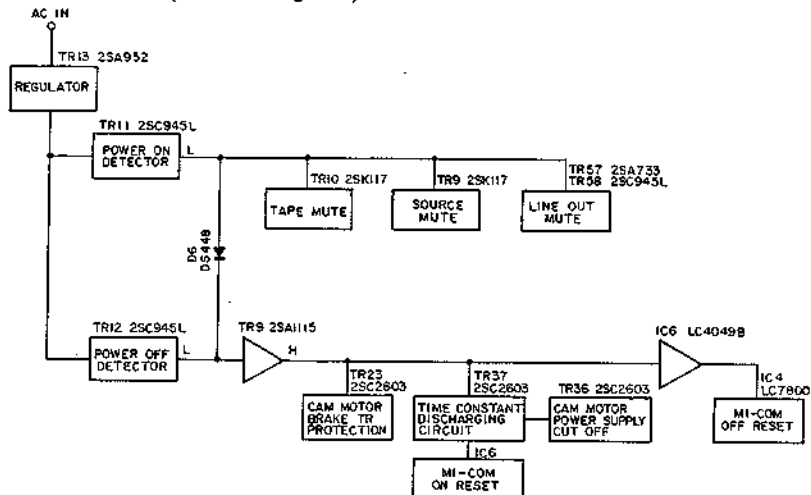 AC IN
TR13 2SA952
REGULATOR
TR11 2SC945L
POWER ON
DETECTOR
L
TR10 2SK117
TAPE MUTE
TR9 2SK117
SOURCE
MUTE
TR57 2SA733
TR58 2SC945L
LINE OUT
MUTE
D6
DS448
TR12 2SC945L
POWER OFF
DETECTOR
L
TR9 2SA1115
H
IC6 LC4049B
TR23
2SC2603
CAM MOTOR
BRAKE TR
PROTECTION
TR37
2SC2603
TIME CONSTANT
DISCHARGING
CIRCUIT
TR36 2SC2603
CAM MOTOR
POWER SUPPLY
CUT OFF
IC4
LC7800
MI-COM
OFF RESET
IC6
MI-COM
ON RESET